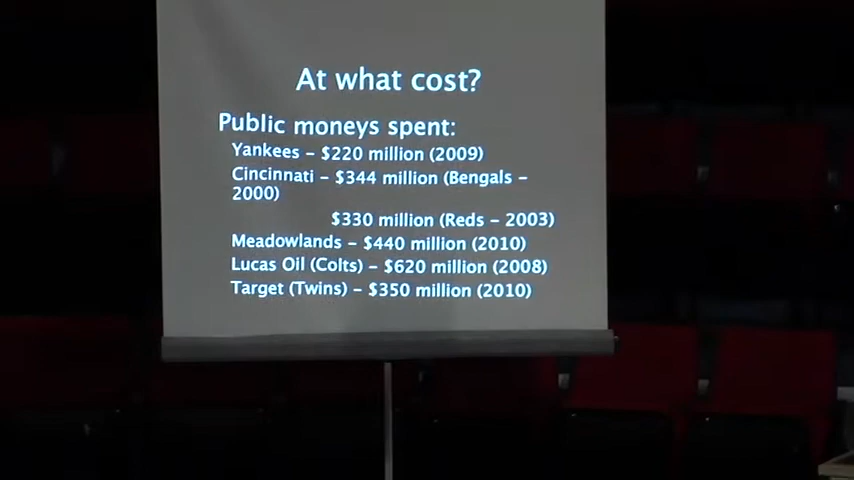 At what cost?
Public moneys spent:
Yankees – $220 million (2009)
Cincinnati – $344 million (Bengals –
2000)
$330 million (Reds – 2003)
Meadowlands – $440 million (2010)
Lucas Oil (Colts) – $620 million (2008)
Target (Twins) – $350 million (2010)